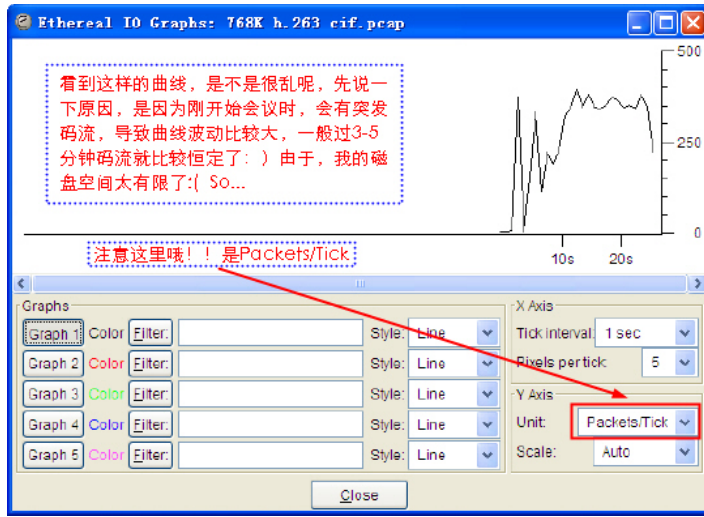 Ethereal IO Graphs: 768K h.263 cif.pcap
看到这样的曲线，是不是很乱呢，先说一
下原因，是因为刚开始会议时，会有突发
码流，导致曲线波动比较大，一般过3-5
分钟码流就比较恒定了：）由于，我的磁
盘空间太有限了:( So...
500
250
0
10s 20s
注意这里哦！！是Packets/Tick
Graphs
Graph 1 Color Filter: Style: Line
Graph 2 Color Filter: Style: Line
Graph 3 Color Filter: Style: Line
Graph 4 Color Filter: Style: Line
Graph 5 Color Filter: Style: Line
X Axis
Tick interval: 1 sec
Pixels per tick: 5
Y Axis
Unit: Packets/Tick
Scale: Auto
Close